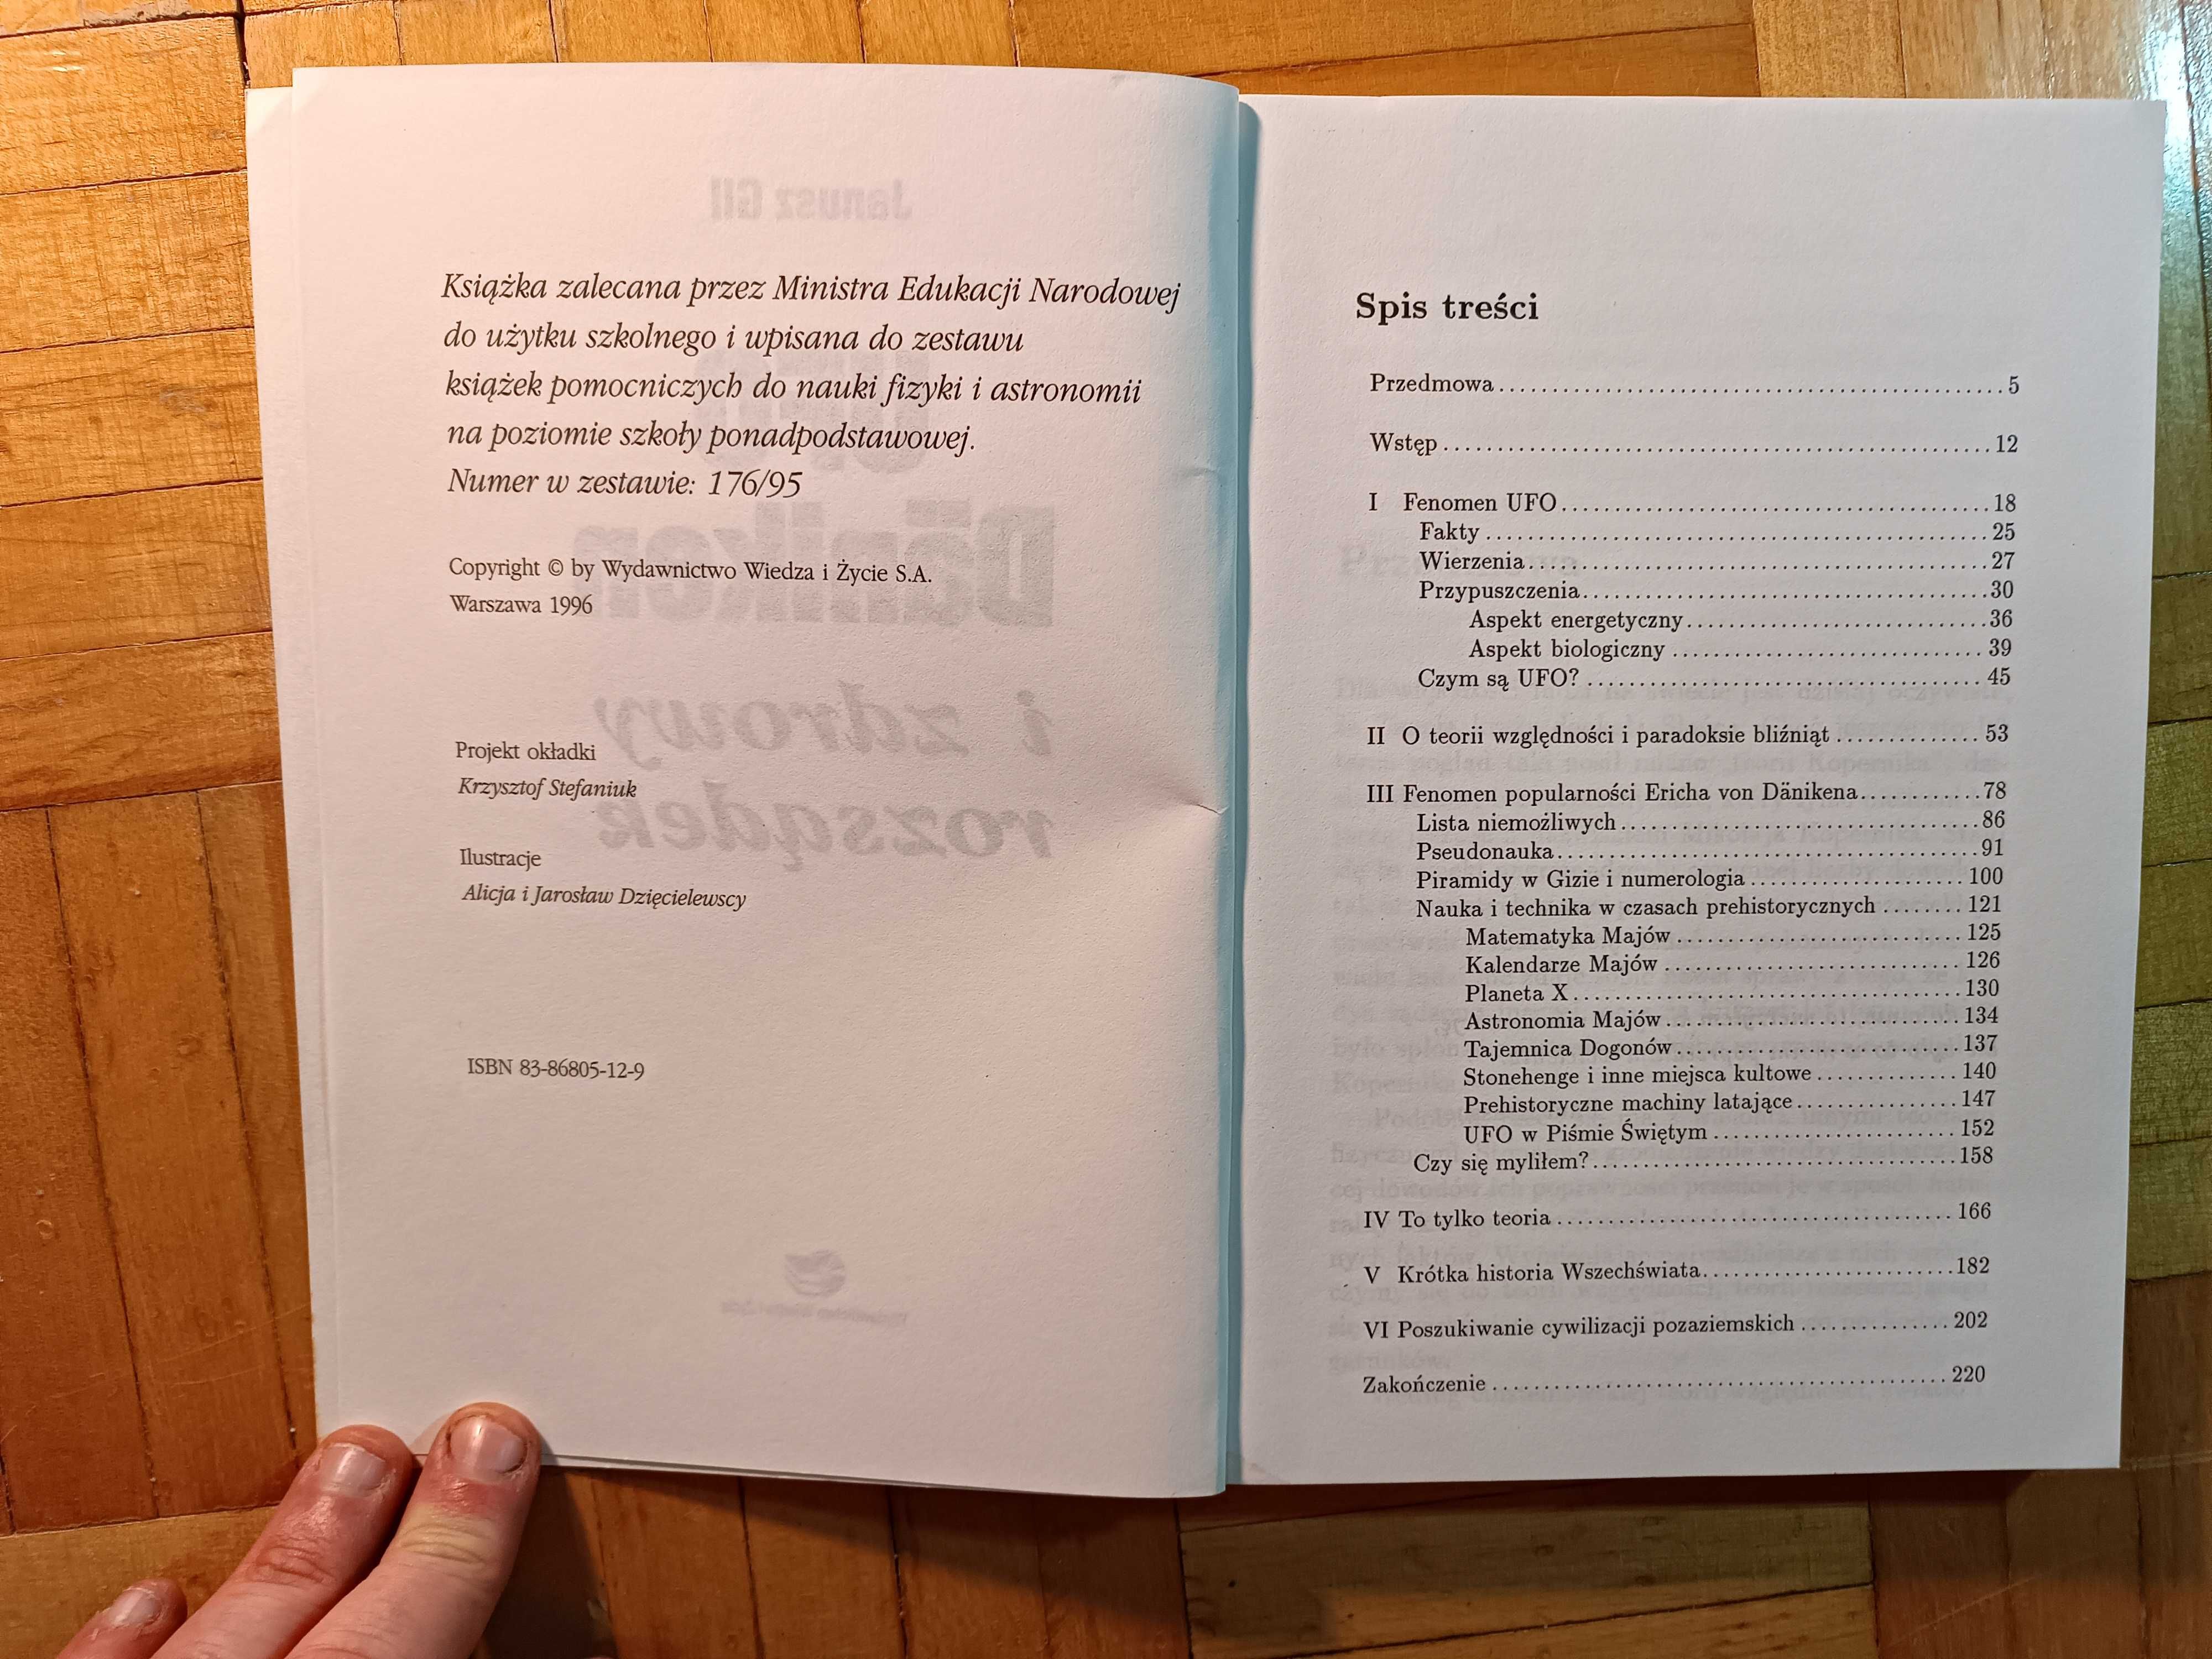 Janusz Gil
Däniken
i zdrowy
rozsądek
Książka zalecana przez Ministra Edukacji Narodowej
do użytku szkolnego i wpisana do zestawu
książek pomocniczych do nauki fizyki i astronomii
na poziomie szkoły ponadpodstawowej.
Numer w zestawie: 176/95
Copyright © by Wydawnictwo Wiedza i Życie S.A.
Warszawa 1996
Projekt okładki
Krzysztof Stefaniuk
Ilustracje
Alicja i Jarosław Dzięcielewscy
ISBN 83-86805-12-9
Spis treści
Przedmowa 5
Wstęp 12
I Fenomen UFO 18
Fakty 25
Wierzenia 27
Przypuszczenia 30
Aspekt energetyczny 36
Aspekt biologiczny 39
Czym są UFO? 45
II O teorii względności i paradoksie bliźniąt 53
III Fenomen popularności Ericha von Dänikena 78
Lista niemożliwych 86
Pseudonauka 91
Piramidy w Gizie i numerologia 100
Nauka i technika w czasach prehistorycznych 121
Matematyka Majów 125
Kalendarze Majów 126
Planeta X 130
Astronomia Majów 134
Tajemnica Dogonów 137
Stonehenge i inne miejsca kultowe 140
Prehistoryczne machiny latające 147
UFO w Piśmie Świętym 152
Czy się myliłem? 158
IV To tylko teoria 166
V Krótka historia Wszechświata 182
VI Poszukiwanie cywilizacji pozaziemskich 202
Zakończenie 220